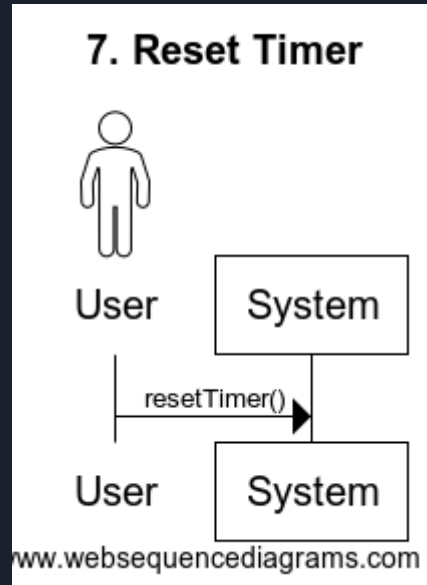 7. Reset Timer
User System
resetTimer()
User System
www.websequencediagrams.com